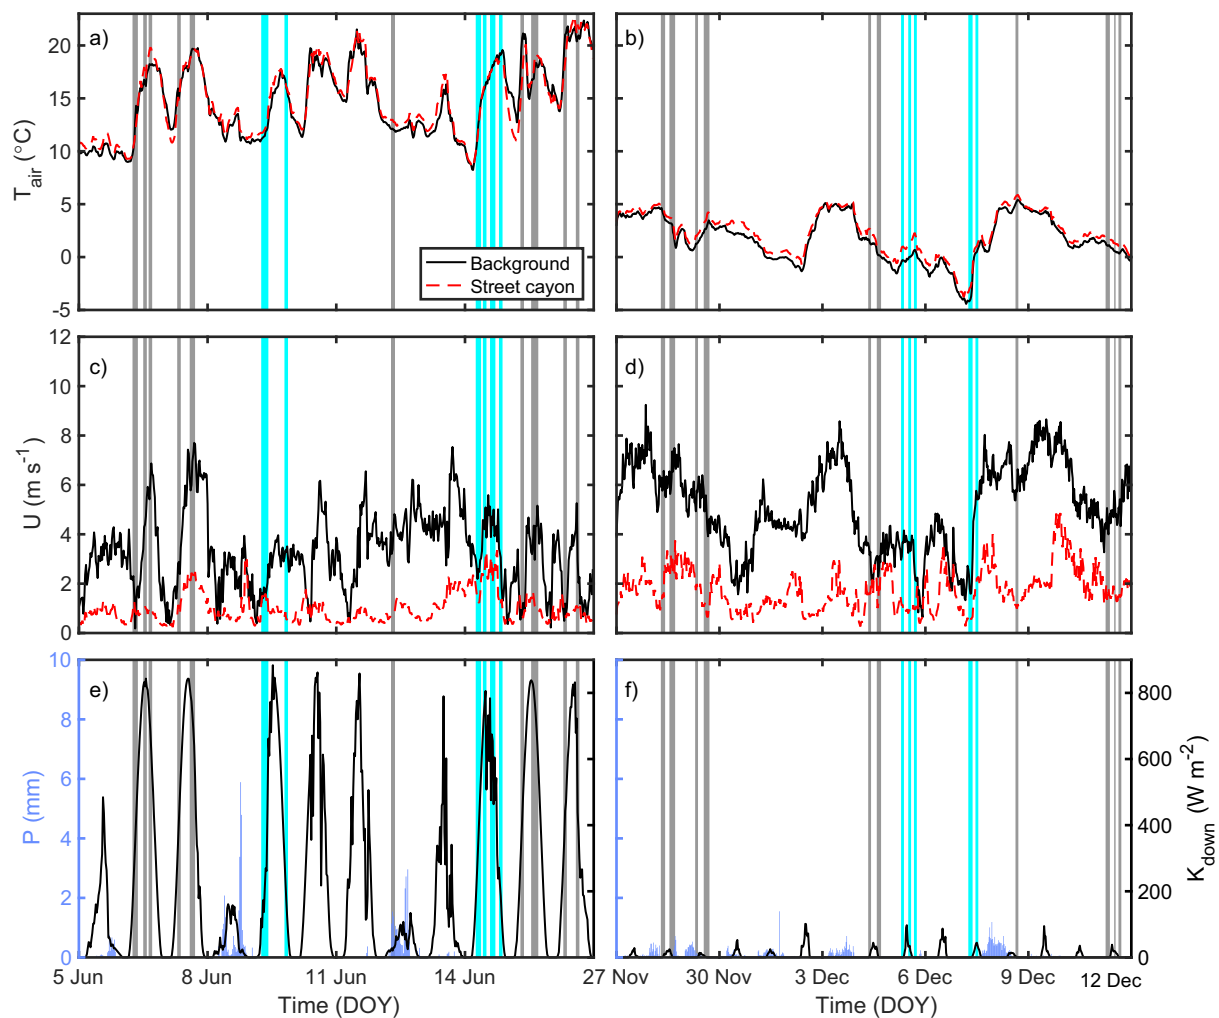 a)
b)
20
15
10
5
0
-5
T_air (°C)
Background
Street cayon
c)
d)
12
10
8
6
4
2
0
U (m s⁻¹)
e)
f)
10
8
6
4
2
0
P (mm)
800
600
400
200
0
K_down (W m⁻²)
5 Jun
8 Jun
11 Jun
14 Jun
27 Nov
30 Nov
3 Dec
6 Dec
9 Dec
12 Dec
Time (DOY)
Time (DOY)